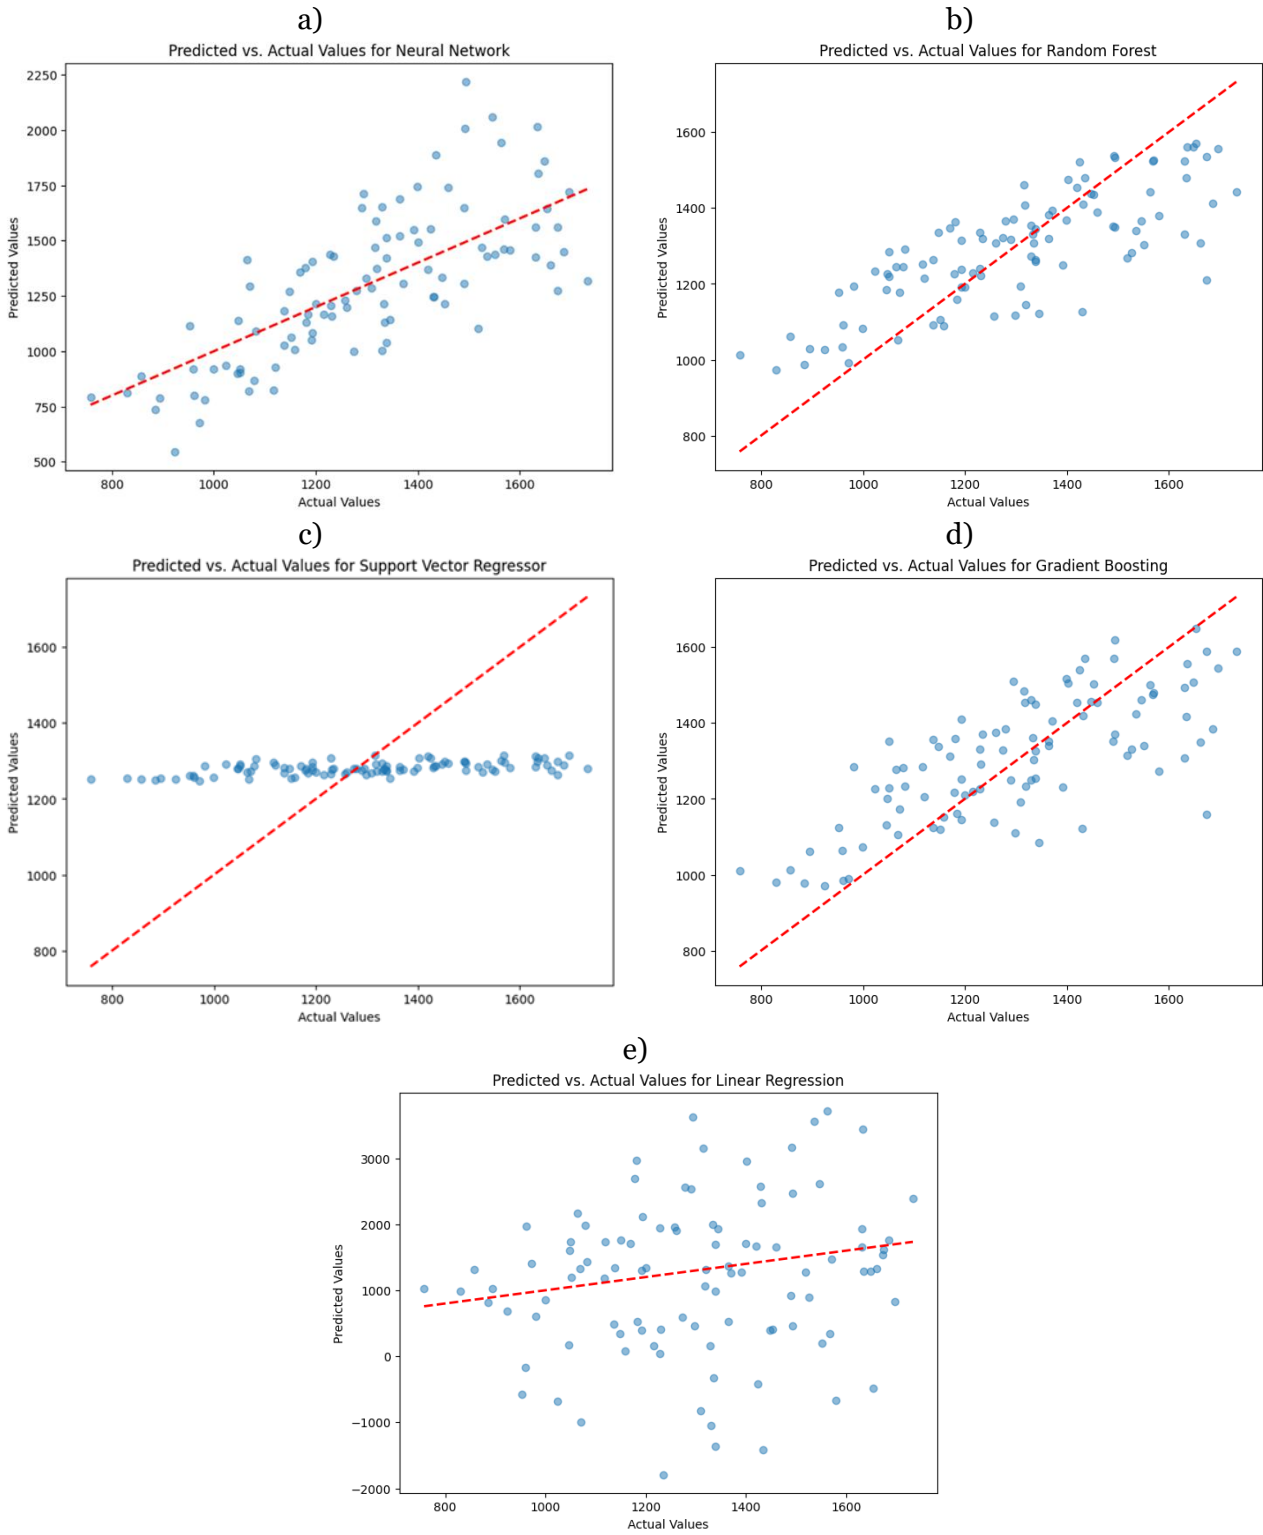 a)
Predicted vs. Actual Values for Neural Network
2250
2000
1750
1500
1250
1000
750
500
Predicted Values
800 1000 1200 1400 1600
Actual Values
b)
Predicted vs. Actual Values for Random Forest
1600
1400
1200
1000
800
Predicted Values
800 1000 1200 1400 1600
Actual Values
c)
Predicted vs. Actual Values for Support Vector Regressor
1600
1400
1200
1000
800
Predicted Values
800 1000 1200 1400 1600
Actual Values
d)
Predicted vs. Actual Values for Gradient Boosting
1600
1400
1200
1000
800
Predicted Values
800 1000 1200 1400 1600
Actual Values
e)
Predicted vs. Actual Values for Linear Regression
3000
2000
1000
0
−1000
−2000
Predicted Values
800 1000 1200 1400 1600
Actual Values